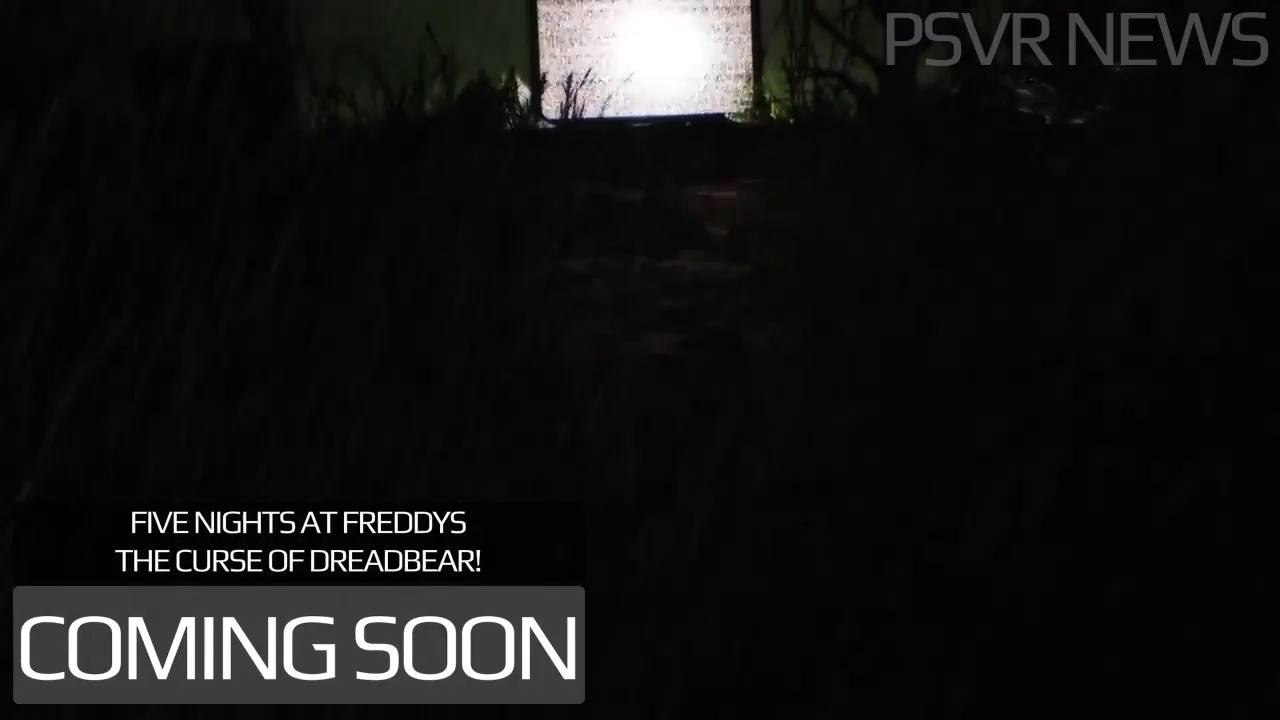 PSVR NEWS
FIVE NIGHTS AT FREDDYS
THE CURSE OF DREADBEAR!
COMING SOON